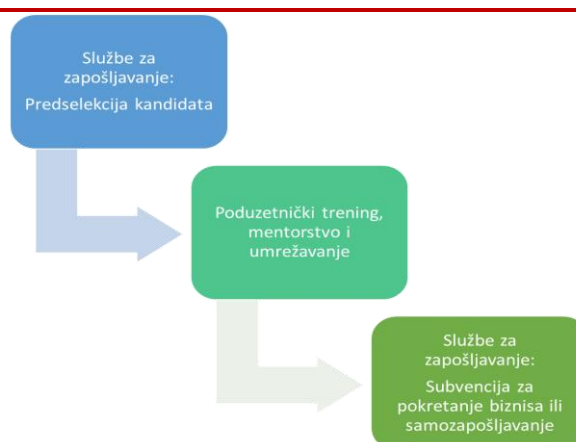 Službe za
zapošljavanje:
Predselekcija kandidata
Poduzetnički trening,
mentorstvo i
umrežavanje
Službe za
zapošljavanje:
Subvencija za
pokretanje biznisa ili
samozapošljavanje